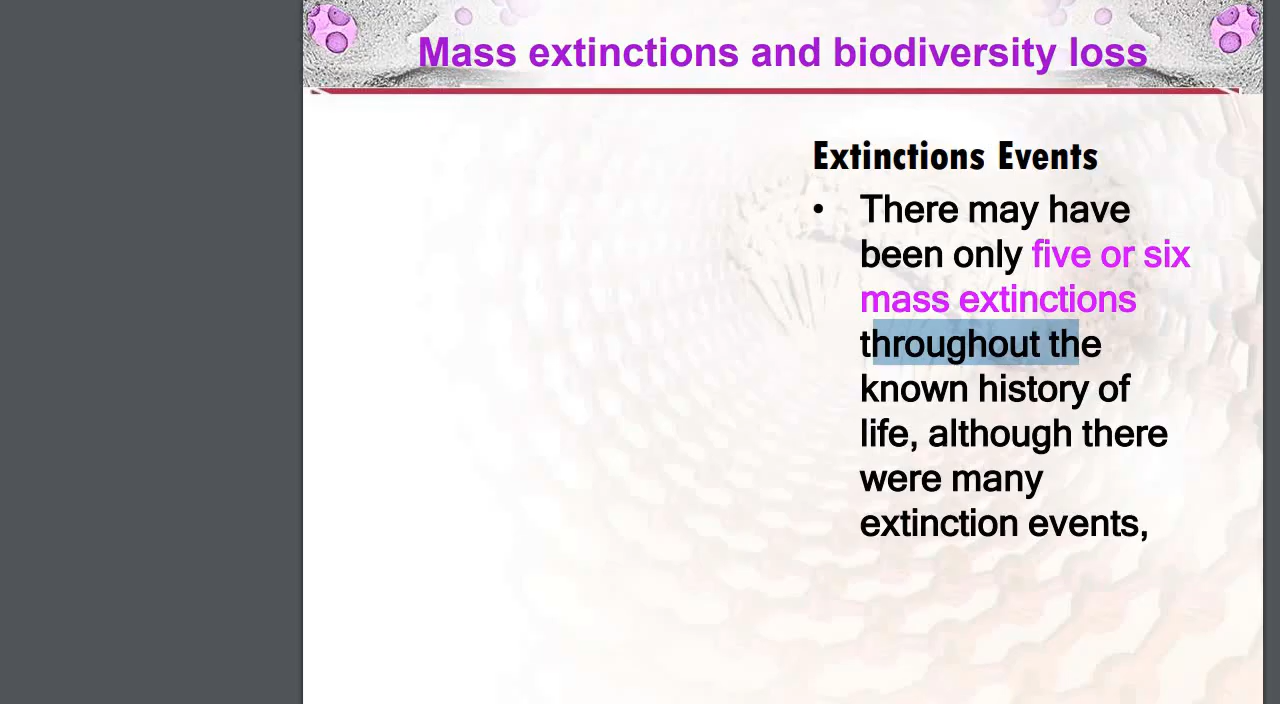 Mass extinctions and biodiversity loss
Extinctions Events
• There may have
been only five or six
mass extinctions
throughout the
known history of
life, although there
were many
extinction events,